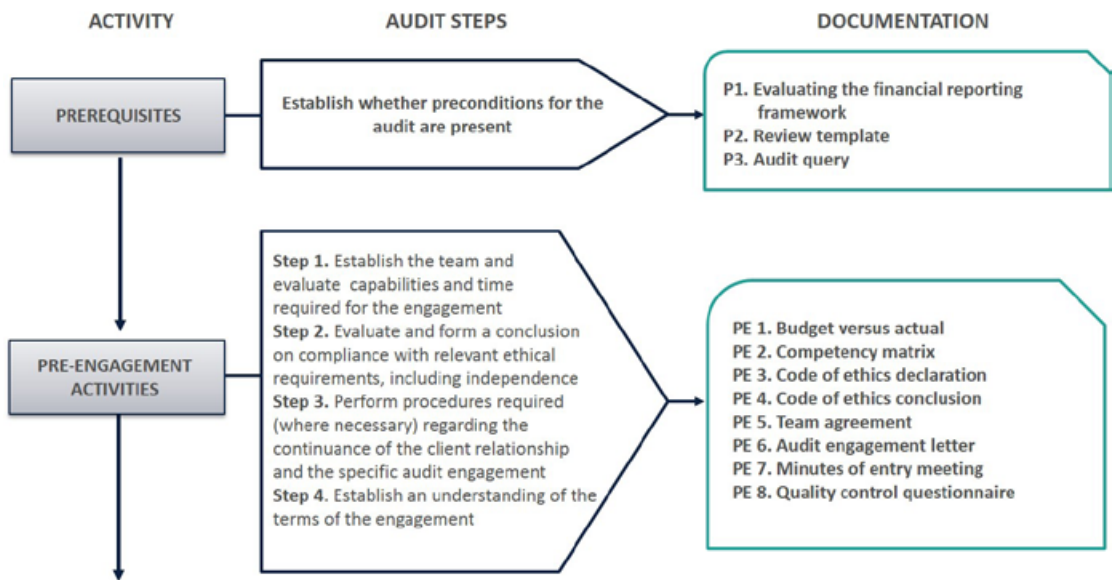 ACTIVITY
AUDIT STEPS
DOCUMENTATION
PREREQUISITES
Establish whether preconditions for the
audit are present
P1. Evaluating the financial reporting
framework
P2. Review template
P3. Audit query
PRE-ENGAGEMENT
ACTIVITIES
Step 1. Establish the team and
evaluate capabilities and time
required for the engagement
Step 2. Evaluate and form a conclusion
on compliance with relevant ethical
requirements, including independence
Step 3. Perform procedures required
(where necessary) regarding the
continuance of the client relationship
and the specific audit engagement
Step 4. Establish an understanding of the
terms of the engagement
PE 1. Budget versus actual
PE 2. Competency matrix
PE 3. Code of ethics declaration
PE 4. Code of ethics conclusion
PE 5. Team agreement
PE 6. Audit engagement letter
PE 7. Minutes of entry meeting
PE 8. Quality control questionnaire